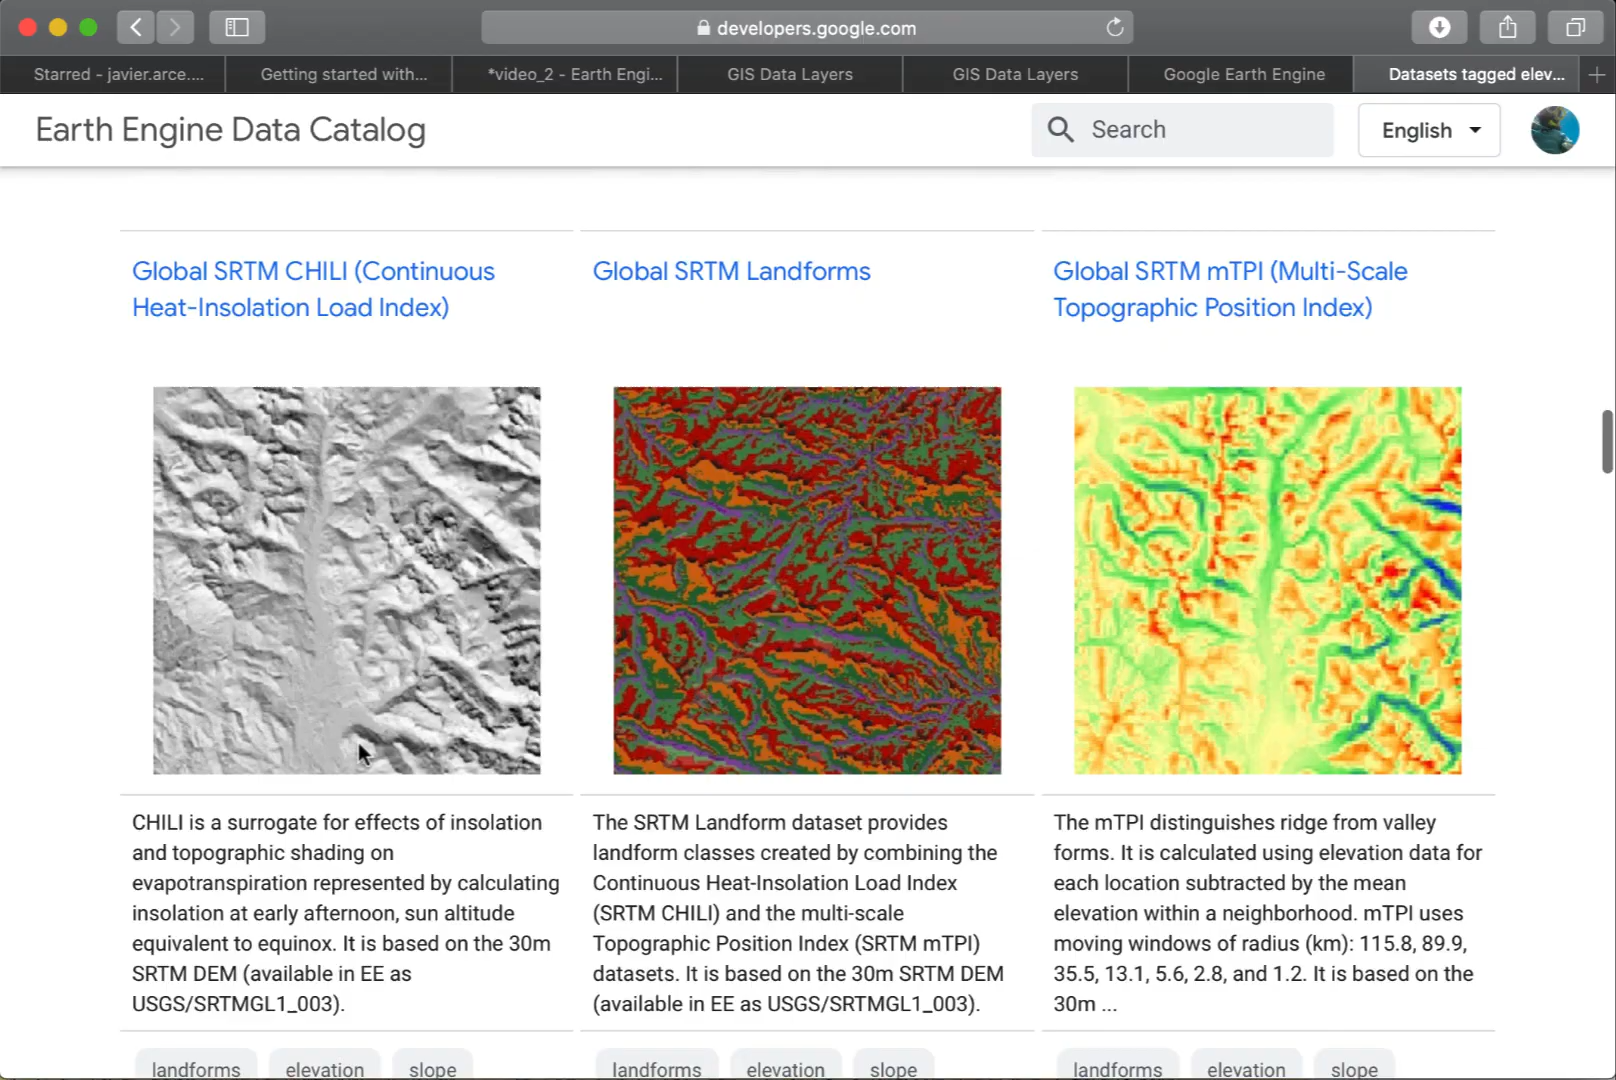 developers.google.com
Starred - javier.arce....
Getting started with...
*video_2 - Earth Engi...
GIS Data Layers
GIS Data Layers
Google Earth Engine
Datasets tagged elev...
Earth Engine Data Catalog
Search
English
Global SRTM CHILI (Continuous
Heat-Insolation Load Index)
Global SRTM Landforms
Global SRTM mTPI (Multi-Scale
Topographic Position Index)
CHILI is a surrogate for effects of insolation
and topographic shading on
evapotranspiration represented by calculating
insolation at early afternoon, sun altitude
equivalent to equinox. It is based on the 30m
SRTM DEM (available in EE as
USGS/SRTMGL1_003).
The SRTM Landform dataset provides
landform classes created by combining the
Continuous Heat-Insolation Load Index
(SRTM CHILI) and the multi-scale
Topographic Position Index (SRTM mTPI)
datasets. It is based on the 30m SRTM DEM
(available in EE as USGS/SRTMGL1_003).
The mTPI distinguishes ridge from valley
forms. It is calculated using elevation data for
each location subtracted by the mean
elevation within a neighborhood. mTPI uses
moving windows of radius (km): 115.8, 89.9,
35.5, 13.1, 5.6, 2.8, and 1.2. It is based on the
30m ...
landforms
elevation
slope
landforms
elevation
slope
landforms
elevation
slope